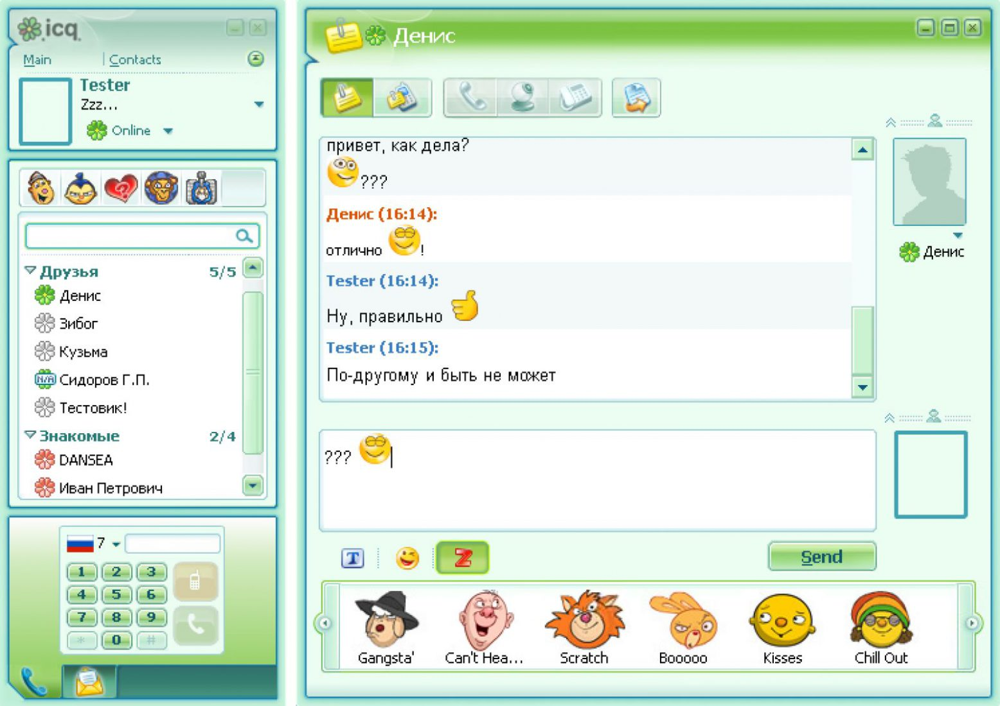 icq
Main | Contacts
Tester
Zzz...
Online
Друзья 5/5
Денис
Зибог
Кузьма
N/A Сидоров Г.П.
Тестовик!
Знакомые 2/4
DANSEA
Иван Петрович
7
1 2 3
4 5 6
7 8 9
* 0 #
Денис
привет, как дела?
???
Денис (16:14):
отлично !
Tester (16:14):
Ну, правильно
Tester (16:15):
По-другому и быть не может
Денис
???
T Z Send
Gangsta' Can't Hea... Scratch Booooo Kisses Chill Out